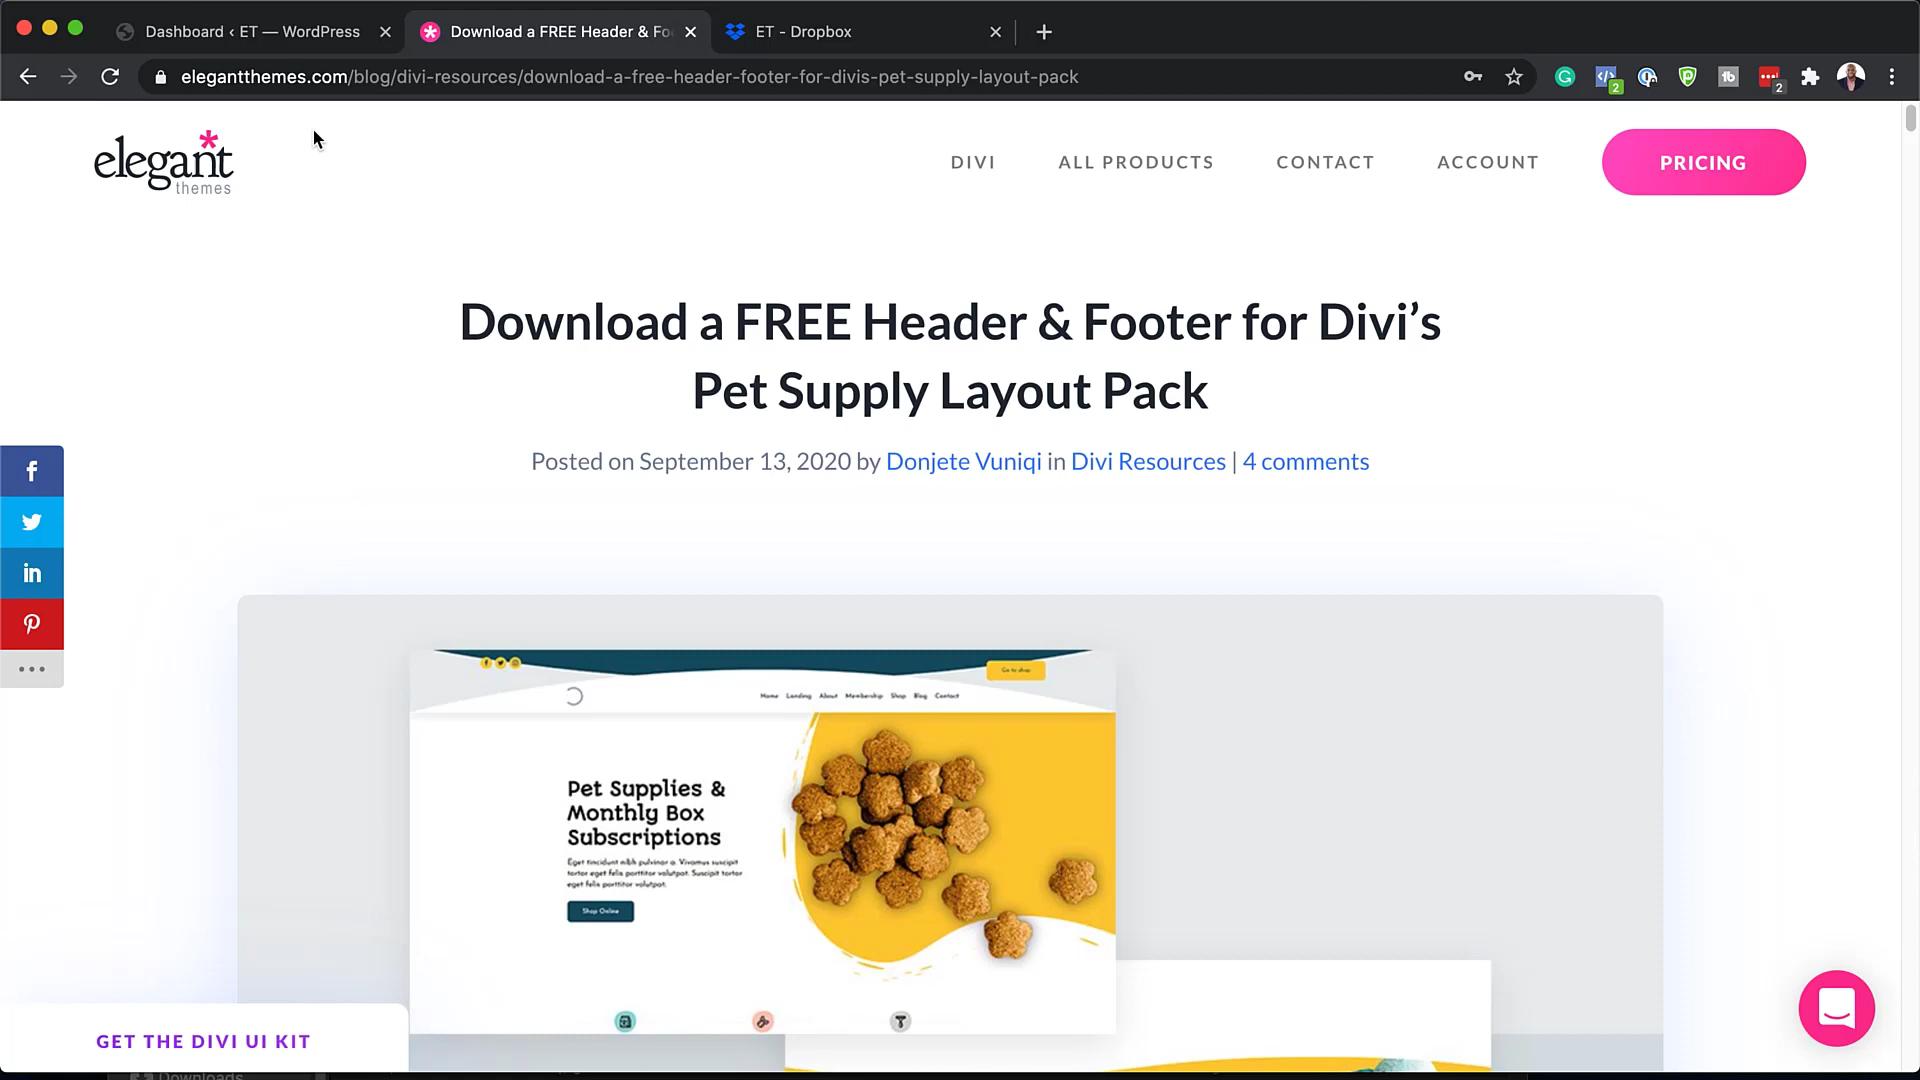 Dashboard ‹ ET — WordPress
Download a FREE Header & Foo
ET - Dropbox
elegantthemes.com/blog/divi-resources/download-a-free-header-footer-for-divis-pet-supply-layout-pack
2
2
elegant
themes
DIVI
ALL PRODUCTS
CONTACT
ACCOUNT
PRICING
Download a FREE Header & Footer for Divi’s
Pet Supply Layout Pack
Posted on September 13, 2020 by Donjete Vuniqi in Divi Resources | 4 comments
Go to shop
Home Landing About Membership Shop Blog Contact
Pet Supplies &
Monthly Box
Subscriptions
Eget tincidunt nibh pulvinar a. Vivamus suscipit
tortor eget felis porttitor volutpat. Suscipit tortor
eget felis porttitor volutpat.
Shop Online
GET THE DIVI UI KIT
Downloads